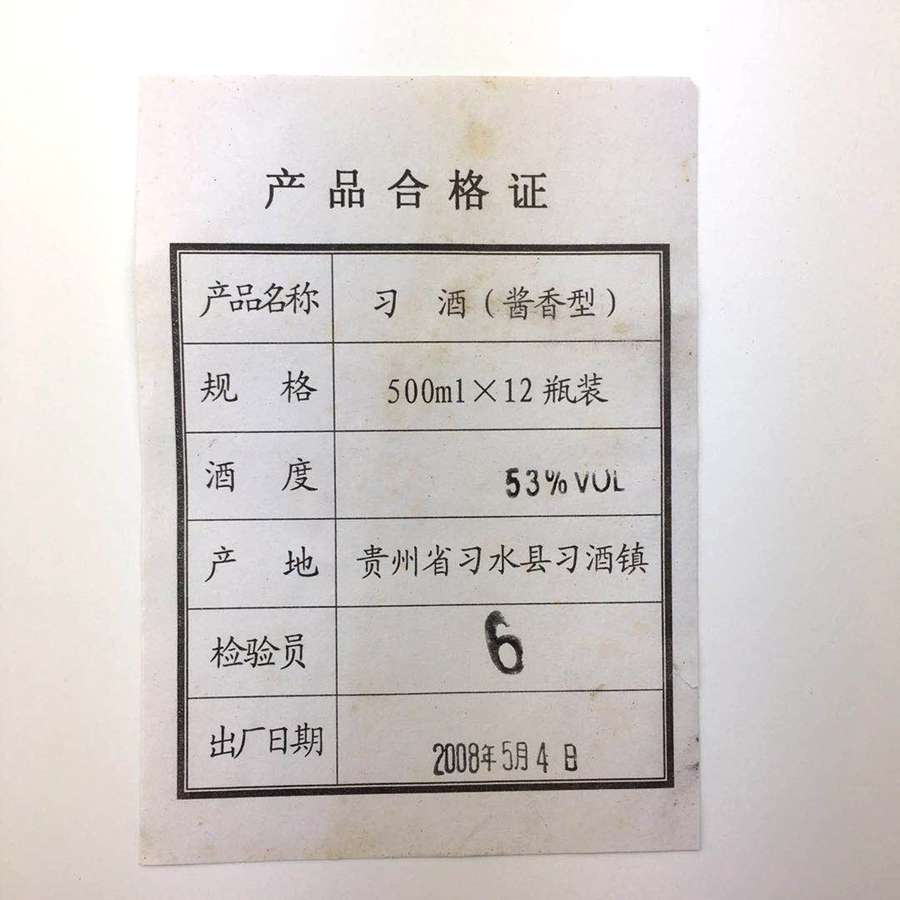 产品合格证
产品名称 习 酒（酱香型）
规 格 500ml×12瓶装
酒 度 53%VOL
产 地 贵州省习水县习酒镇
检验员 6
出厂日期 2008年5月4日